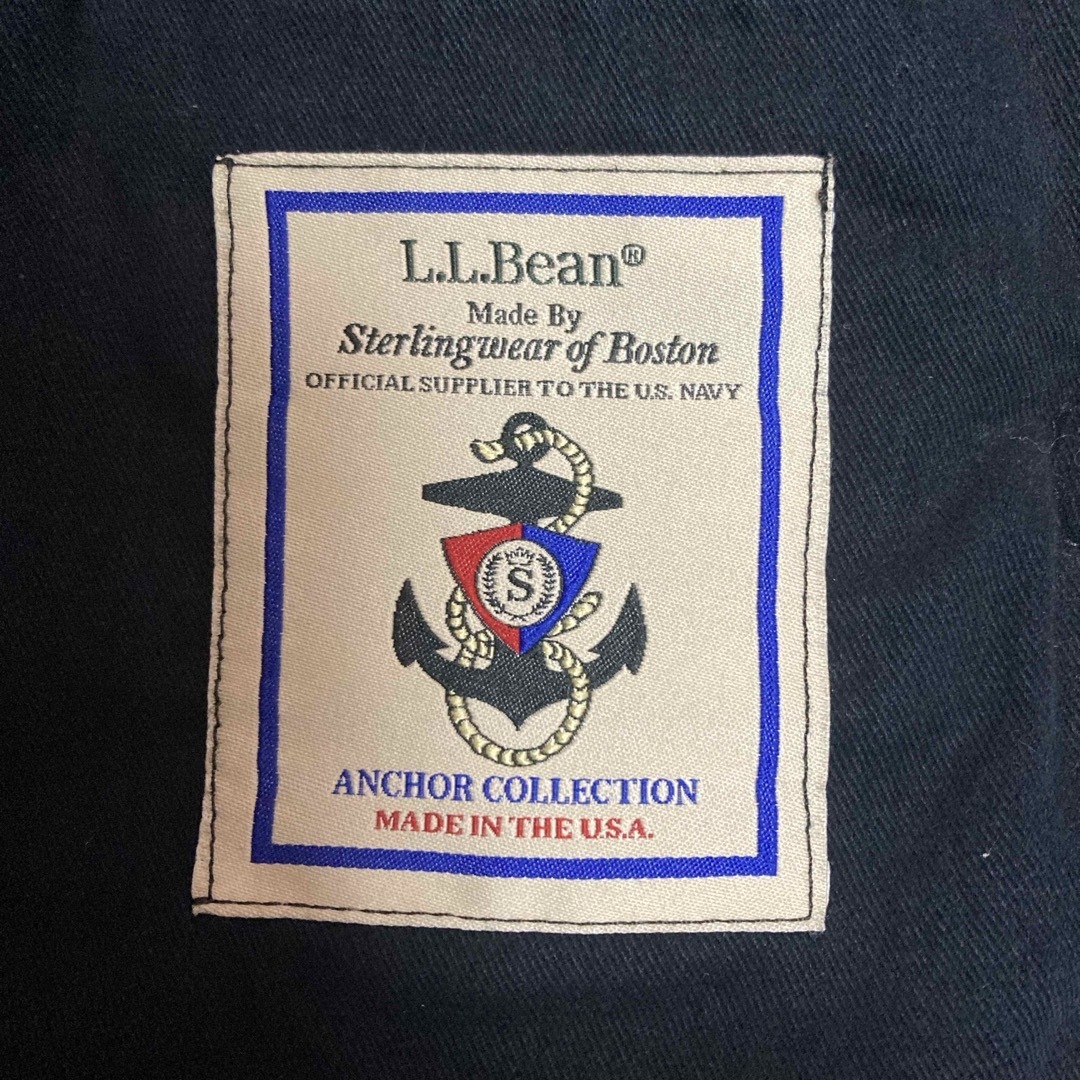 L.L.Bean®
Made By
Sterlingwear of Boston
OFFICIAL SUPPLIER TO THE U.S. NAVY
S
ANCHOR COLLECTION
MADE IN THE U.S.A.